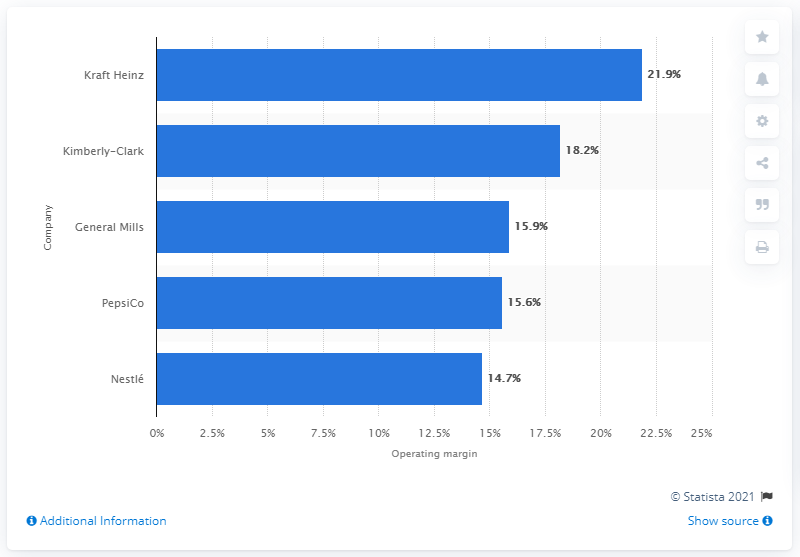 Company
Kraft Heinz 21.9%
Kimberly-Clark 18.2%
General Mills 15.9%
PepsiCo 15.6%
Nestlé 14.7%
0% 2.5% 5% 7.5% 10% 12.5% 15% 17.5% 20% 22.5% 25%
Operating margin
© Statista 2021
Additional Information Show source